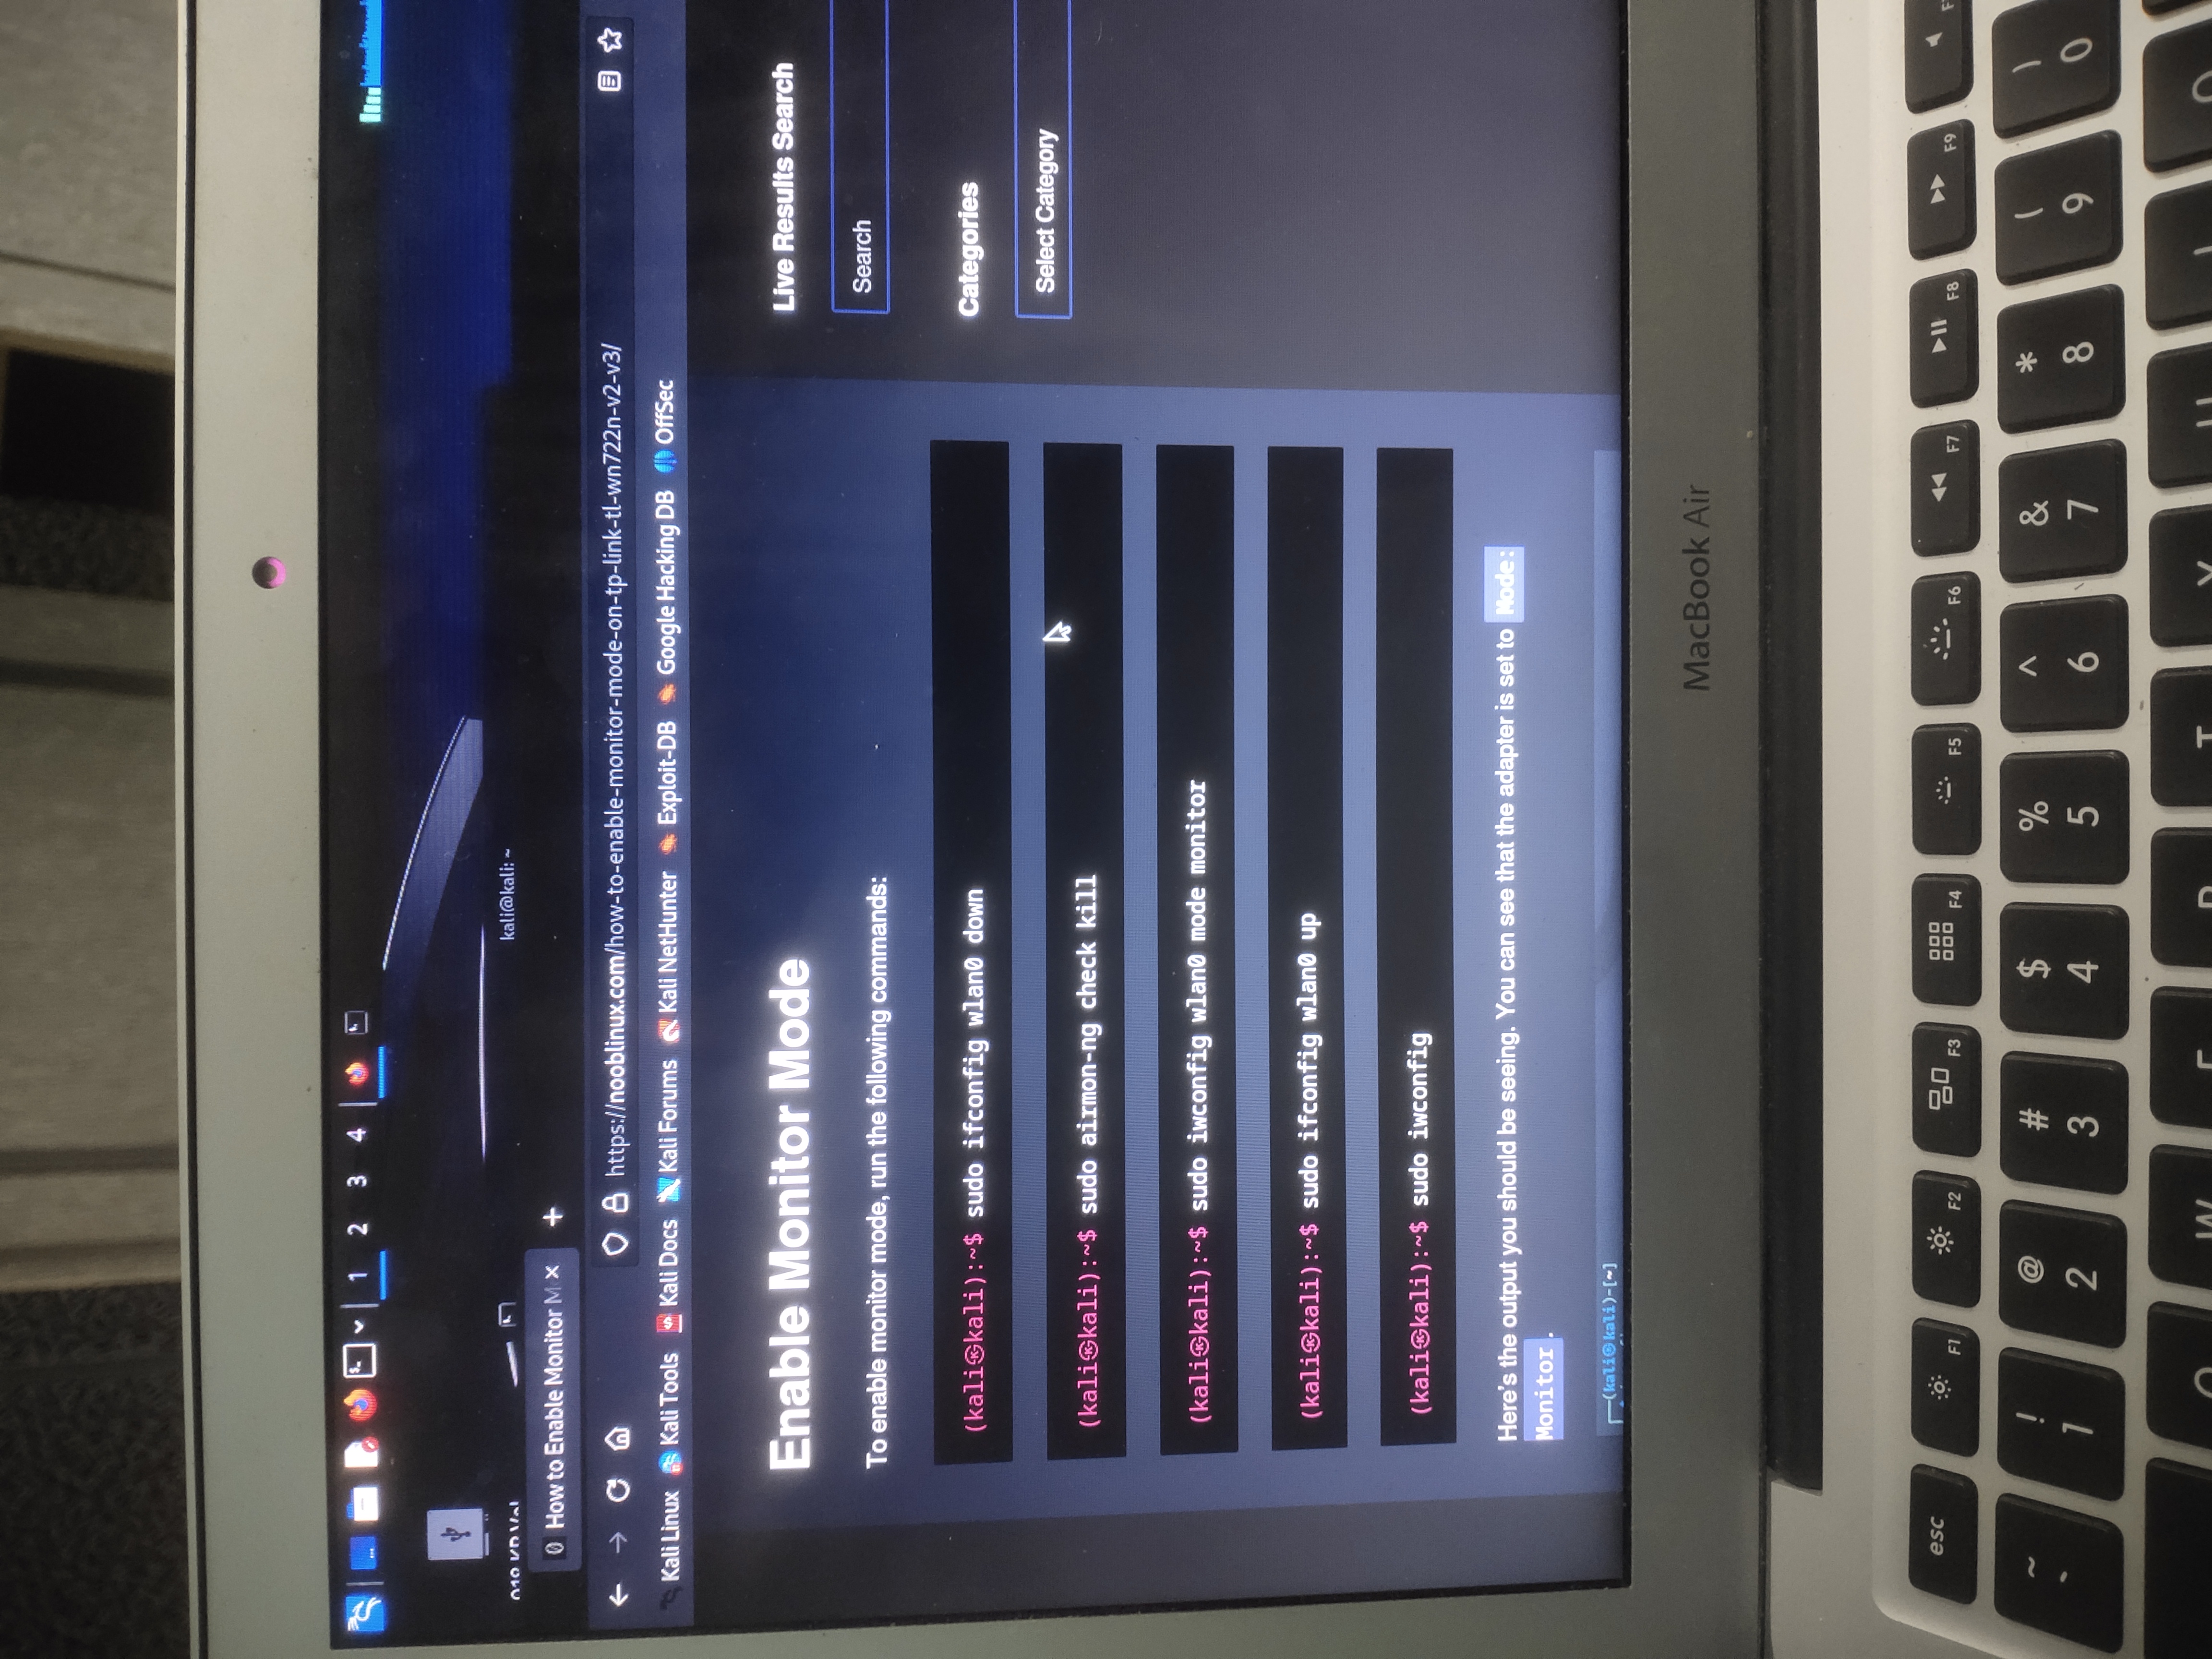 1 2 3 4
kali@kali: ~
How to Enable Monitor M
https://nooblinux.com/how-to-enable-monitor-mode-on-tp-link-tl-wn722n-v2-v3/
Kali Linux Kali Tools Kali Docs Kali Forums Kali NetHunter Exploit-DB Google Hacking DB OffSec
Enable Monitor Mode
To enable monitor mode, run the following commands:
(kali㉿kali):~$ sudo ifconfig wlan0 down
(kali㉿kali):~$ sudo airmon-ng check kill
(kali㉿kali):~$ sudo iwconfig wlan0 mode monitor
(kali㉿kali):~$ sudo ifconfig wlan0 up
(kali㉿kali):~$ sudo iwconfig
Here's the output you should be seeing. You can see that the adapter is set to Mode:
Monitor .
(kali㉿kali)-[~]
Live Results Search
Search
Categories
Select Category
MacBook Air
esc F1 F2 F3 F4 F5 F6 F7 F8 F9
~ ! @ # $ % ^ & * ( )
` 1 2 3 4 5 6 7 8 9 0